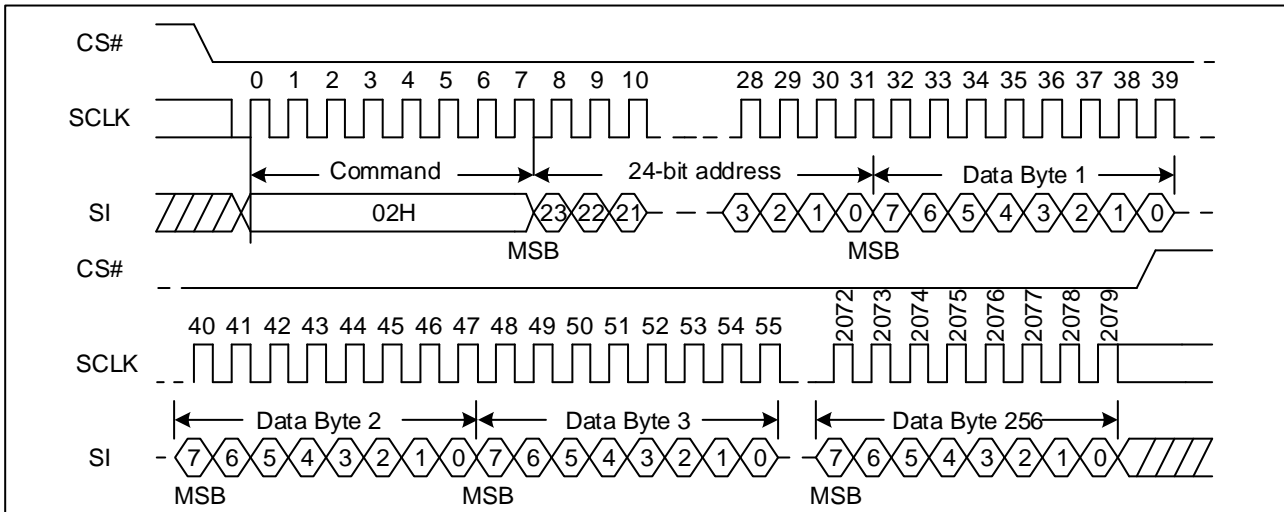 CS#
0 1 2 3 4 5 6 7 8 9 10 28 29 30 31 32 33 34 35 36 37 38 39
SCLK
Command 24-bit address Data Byte 1
SI 02H 23 22 21 3 2 1 0 7 6 5 4 3 2 1 0
MSB MSB
CS#
40 41 42 43 44 45 46 47 48 49 50 51 52 53 54 55 2072 2073 2074 2075 2076 2077 2078 2079
SCLK
Data Byte 2 Data Byte 3 Data Byte 256
SI 7 6 5 4 3 2 1 0 7 6 5 4 3 2 1 0 7 6 5 4 3 2 1 0
MSB MSB MSB